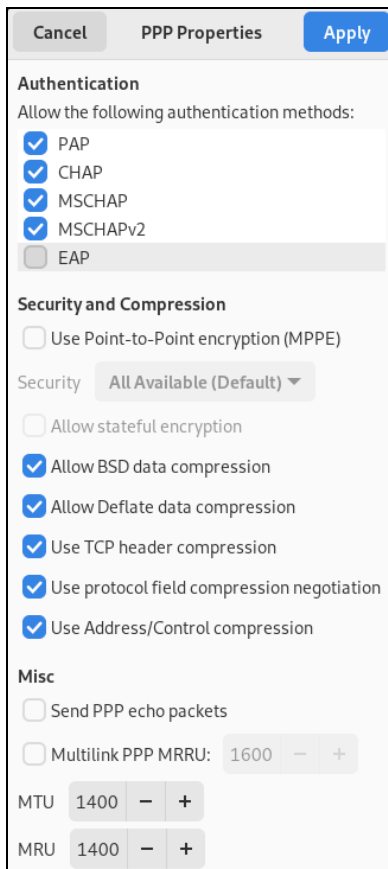 Cancel PPP Properties Apply
Authentication
Allow the following authentication methods:
PAP
CHAP
MSCHAP
MSCHAPv2
EAP
Security and Compression
Use Point-to-Point encryption (MPPE)
Security All Available (Default)
Allow stateful encryption
Allow BSD data compression
Allow Deflate data compression
Use TCP header compression
Use protocol field compression negotiation
Use Address/Control compression
Misc
Send PPP echo packets
Multilink PPP MRRU: 1600 − +
MTU 1400 − +
MRU 1400 − +